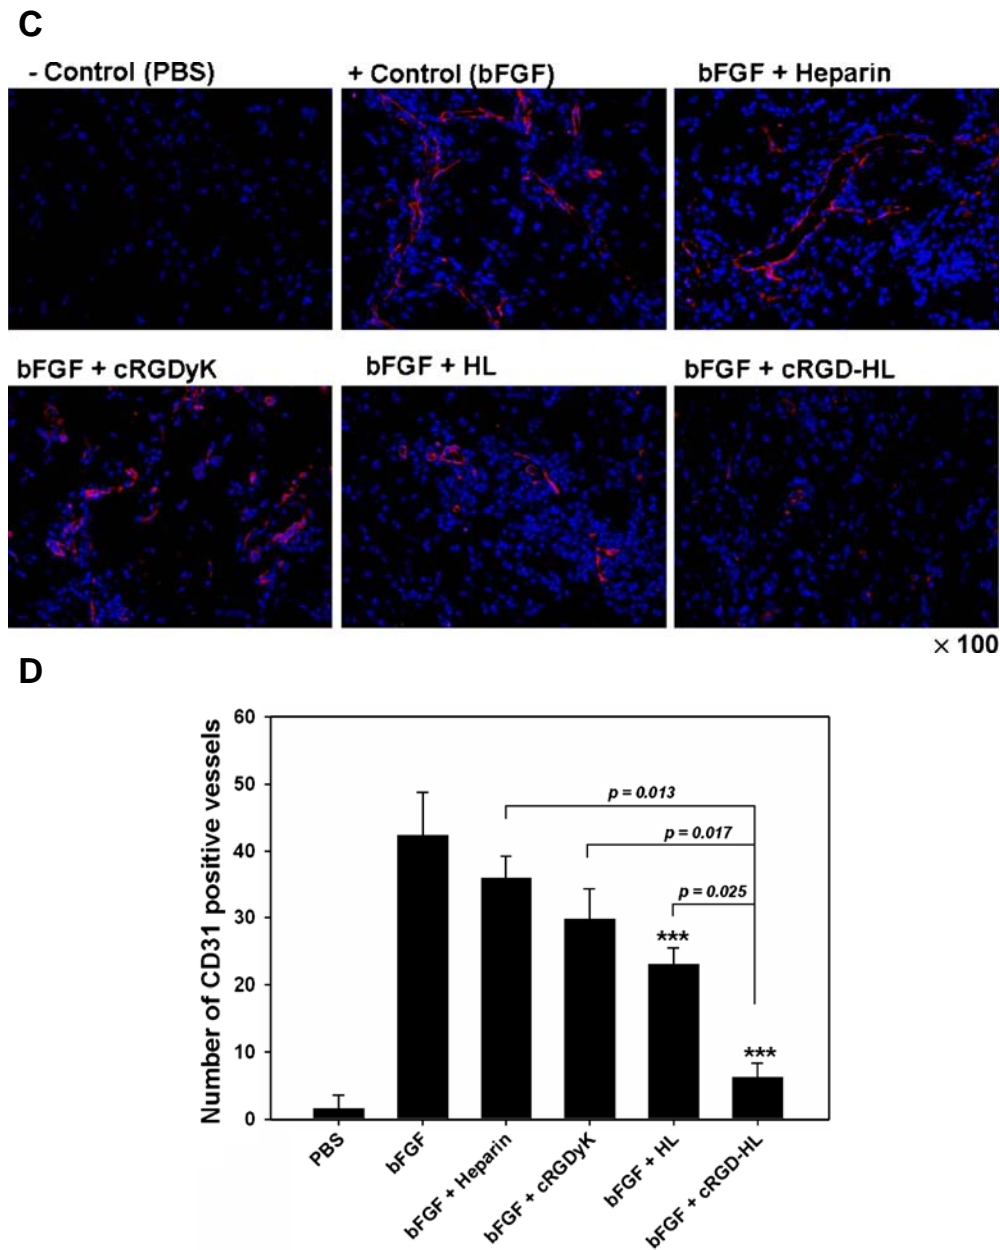 C
- Control (PBS)
+ Control (bFGF)
bFGF + Heparin
bFGF + cRGDyK
bFGF + HL
bFGF + cRGD-HL
× 100
D
Number of CD31 positive vessels
60
50
40
30
20
10
0
p = 0.013
p = 0.017
p = 0.025
***
***
PBS
bFGF
bFGF + Heparin
bFGF + cRGDyK
bFGF + HL
bFGF + cRGD-HL